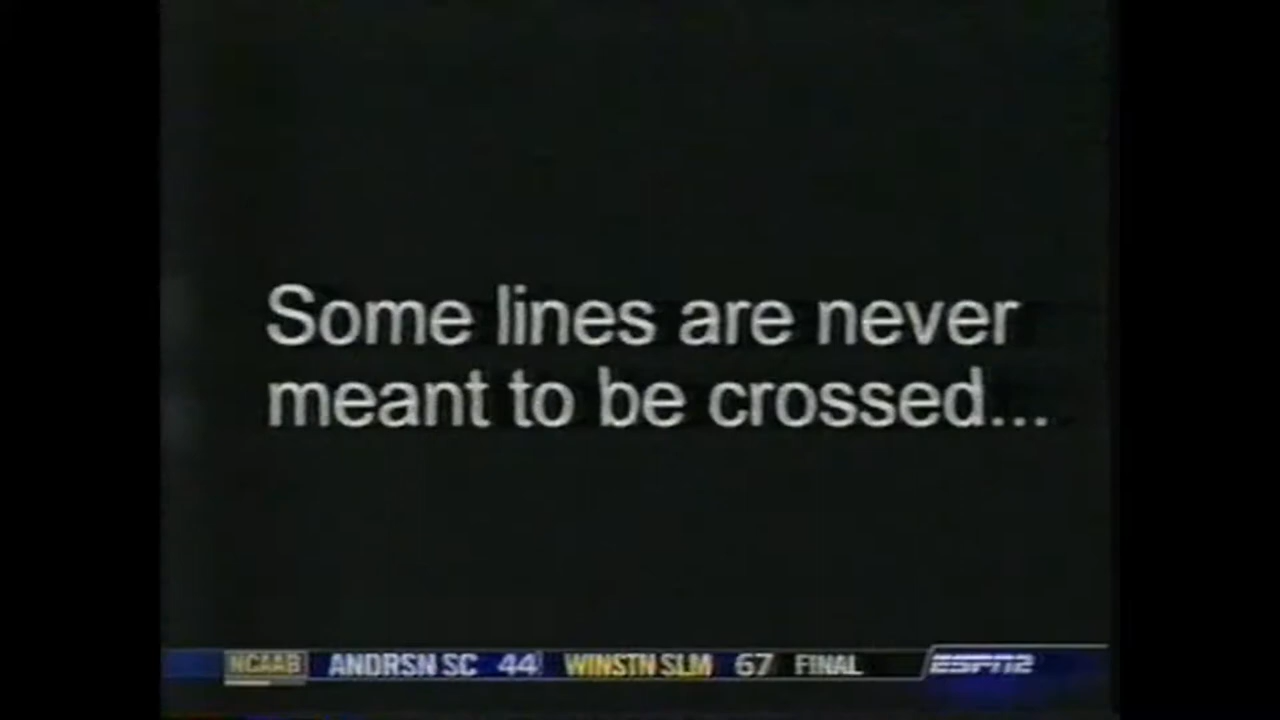 Some lines are never
meant to be crossed...
NCAAB ANDRSN SC 44 WINSTN SLM 67 FINAL ESPN2